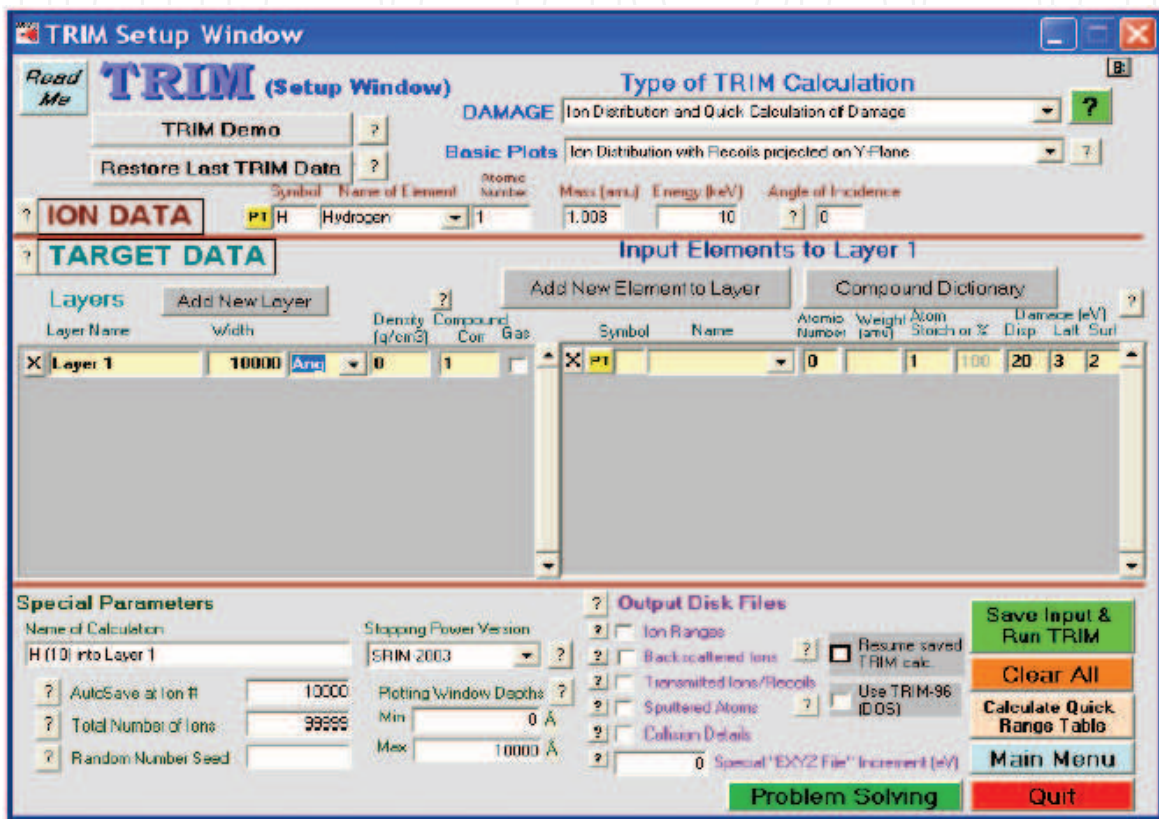 TRIM Setup Window
Read Me
TRIM (Setup Window)
Type of TRIM Calculation
B:
TRIM Demo ?
DAMAGE Ion Distribution and Quick Calculation of Damage ?
Restore Last TRIM Data ?
Basic Plots Ion Distribution with Recoils projected on Y-Plane ?
Symbol Name of Element Atomic Number Mass (amu) Energy (keV) Angle of Incidence
? ION DATA PT H Hydrogen 1 1.008 10 ? 0
? TARGET DATA
Input Elements to Layer 1
Layers Add New Layer ?
Add New Element to Layer Compound Dictionary ?
Layer Name Width Density (g/cm3) Compound Corr Gas
Symbol Name Atomic Number Weight (amu) Atom Stoich or % Damage (eV) Disp Latt Surf
X Layer 1 10000 Ang 0 1
X PT 0 1 100 20 3 2
Special Parameters
Name of Calculation
H (10) into Layer 1
Stopping Power Version
SRIM-2003 ?
? AutoSave at Ion # 10000
? Total Number of Ions 99999
? Random Number Seed
Plotting Window Depths ?
Min 0 Å
Max 10000 Å
? Output Disk Files
? Ion Ranges
? Backscattered Ions
? Transmitted Ions/Recoils
? Sputtered Atoms
? Collision Details
? 0 Special "EXYZ File" Increment (eV)
? Resume saved TRIM calc.
? Use TRIM-96 (DOS)
Save Input & Run TRIM
Clear All
Calculate Quick Range Table
Main Menu
Problem Solving
Quit